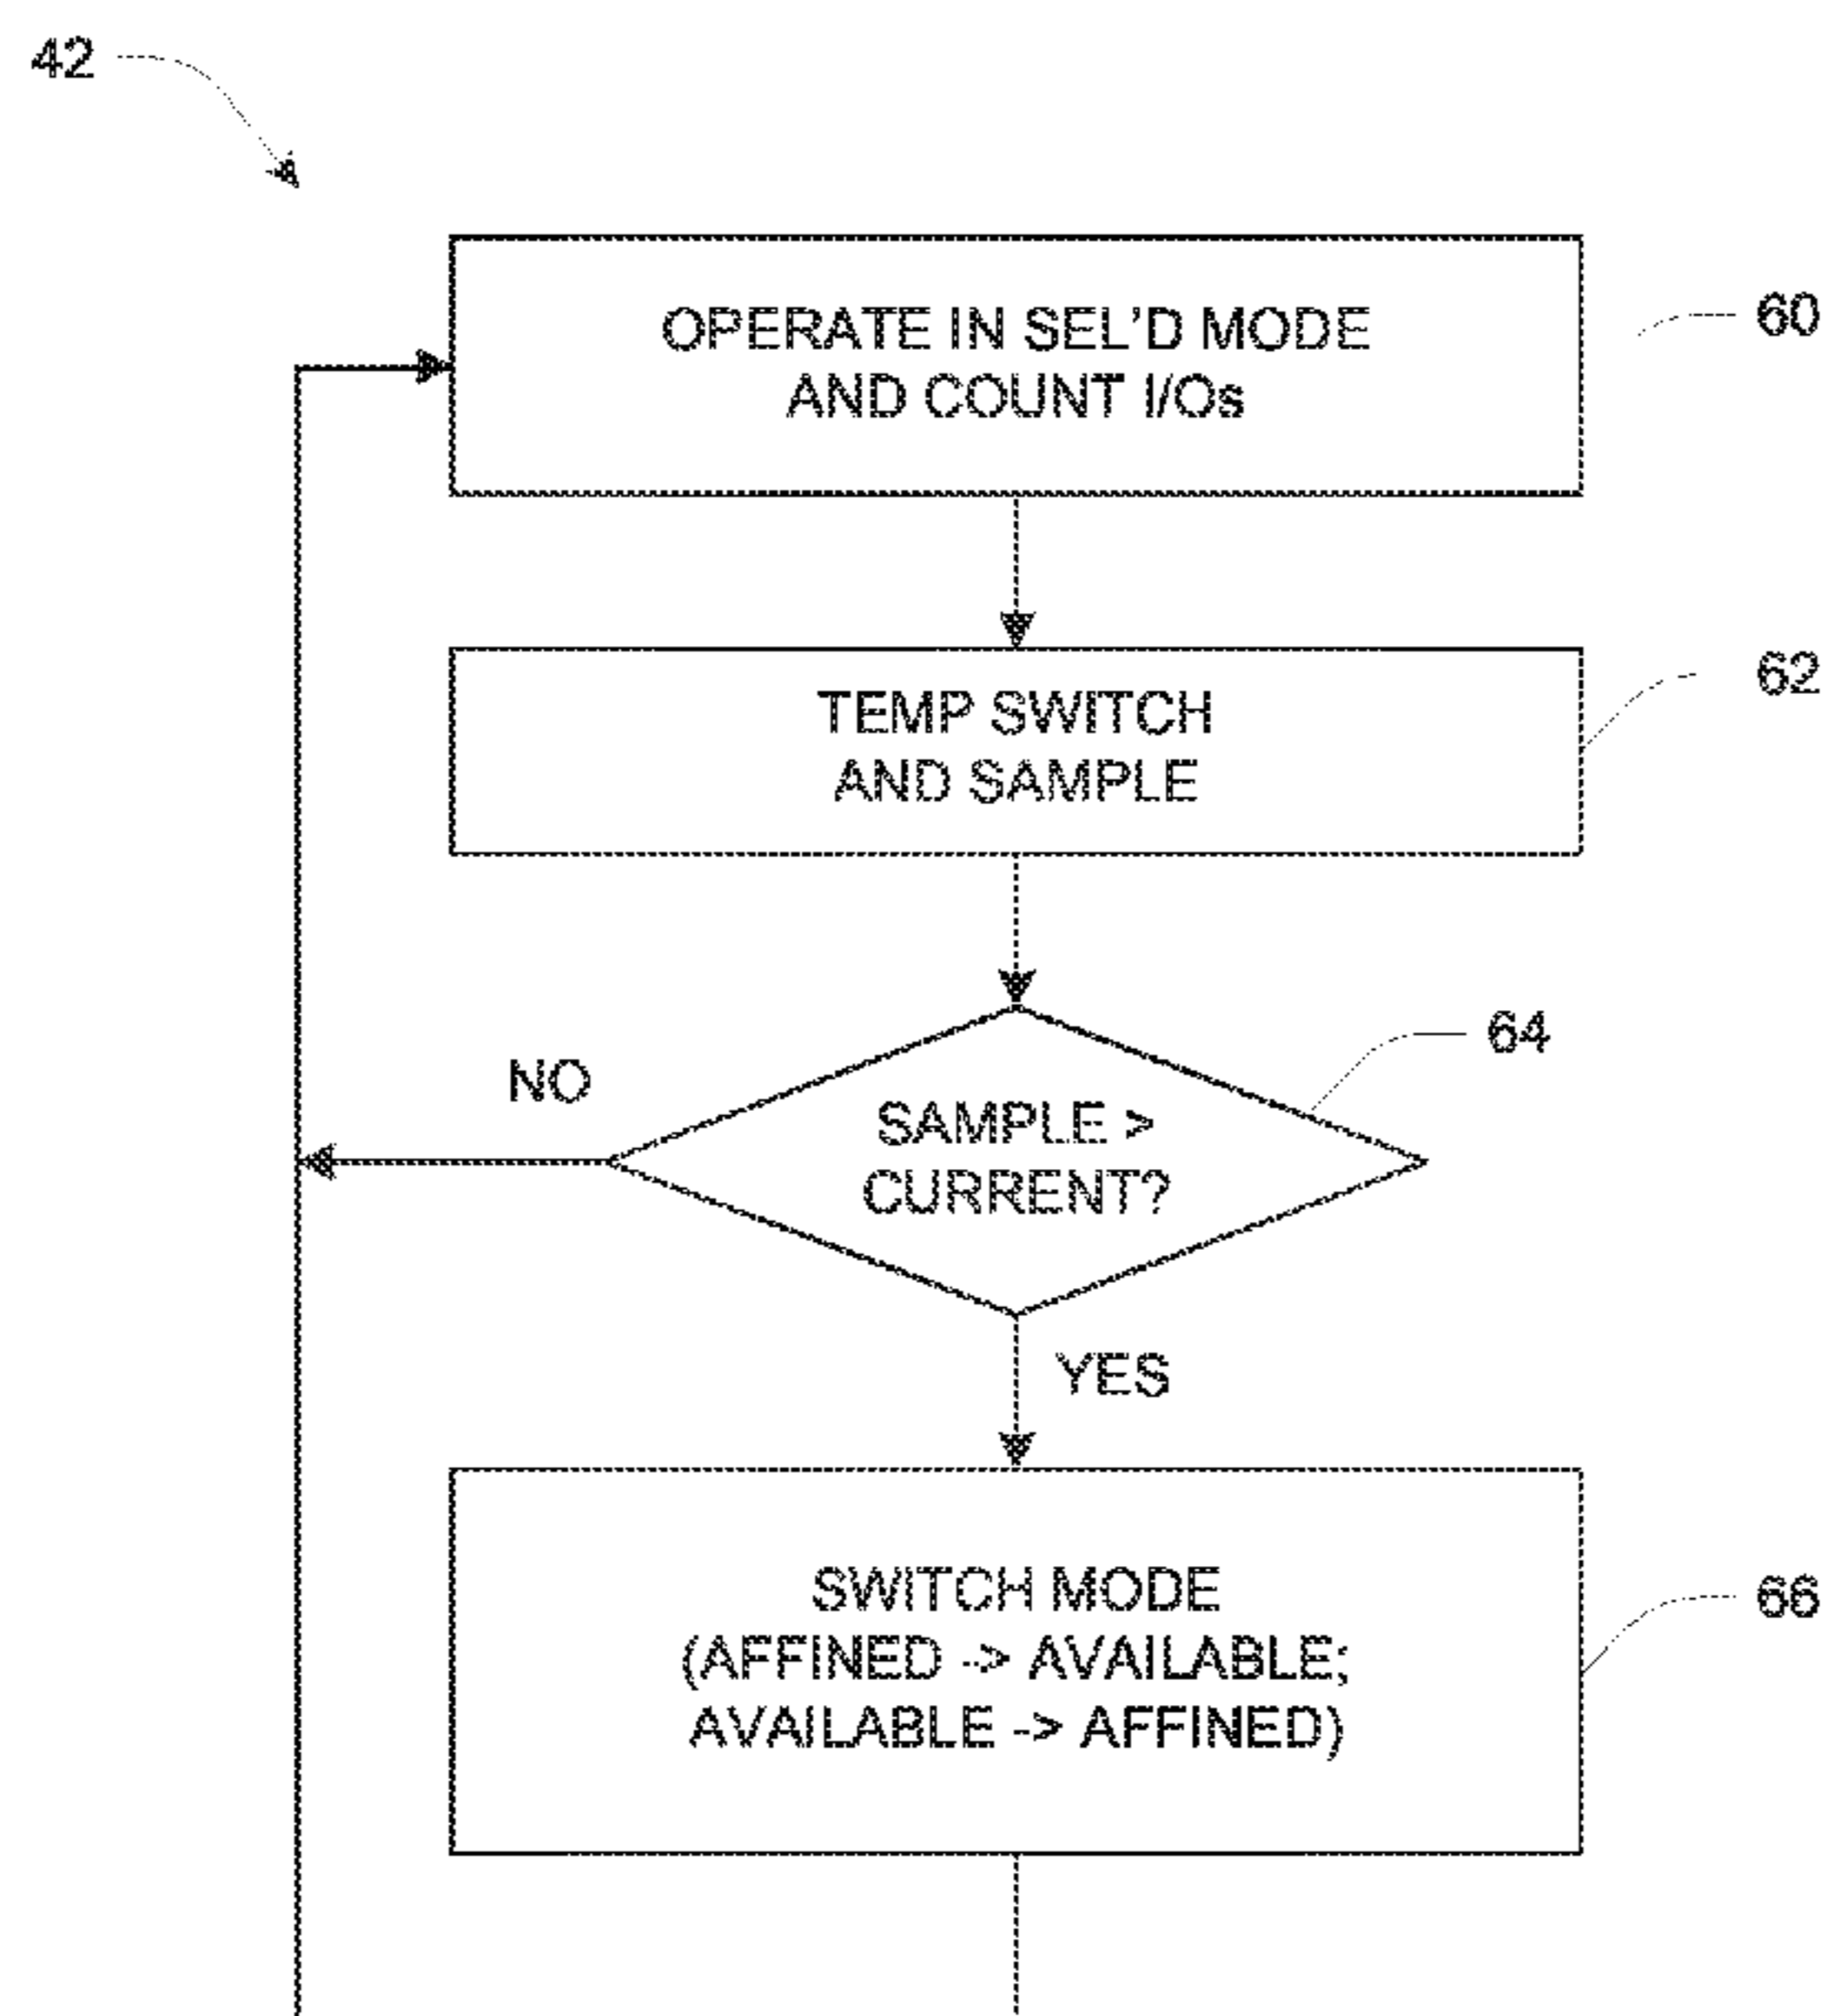 42
OPERATE IN SEL'D MODE
AND COUNT I/Os
60
TEMP SWITCH
AND SAMPLE
62
NO
SAMPLE >
CURRENT?
64
YES
SWITCH MODE
(AFFINED -> AVAILABLE;
AVAILABLE -> AFFINED)
66